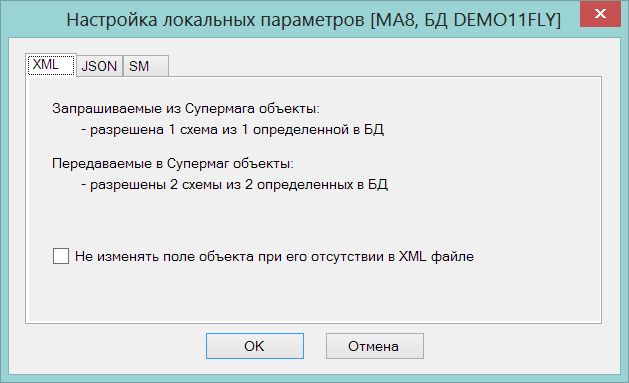 Настройка локальных параметров [MA8, БД DEMO11FLY]
XML JSON SM
Запрашиваемые из Супермага объекты:
- разрешена 1 схема из 1 определенной в БД
Передаваемые в Супермаг объекты:
- разрешены 2 схемы из 2 определенных в БД
Не изменять поле объекта при его отсутствии в XML файле
OK Отмена